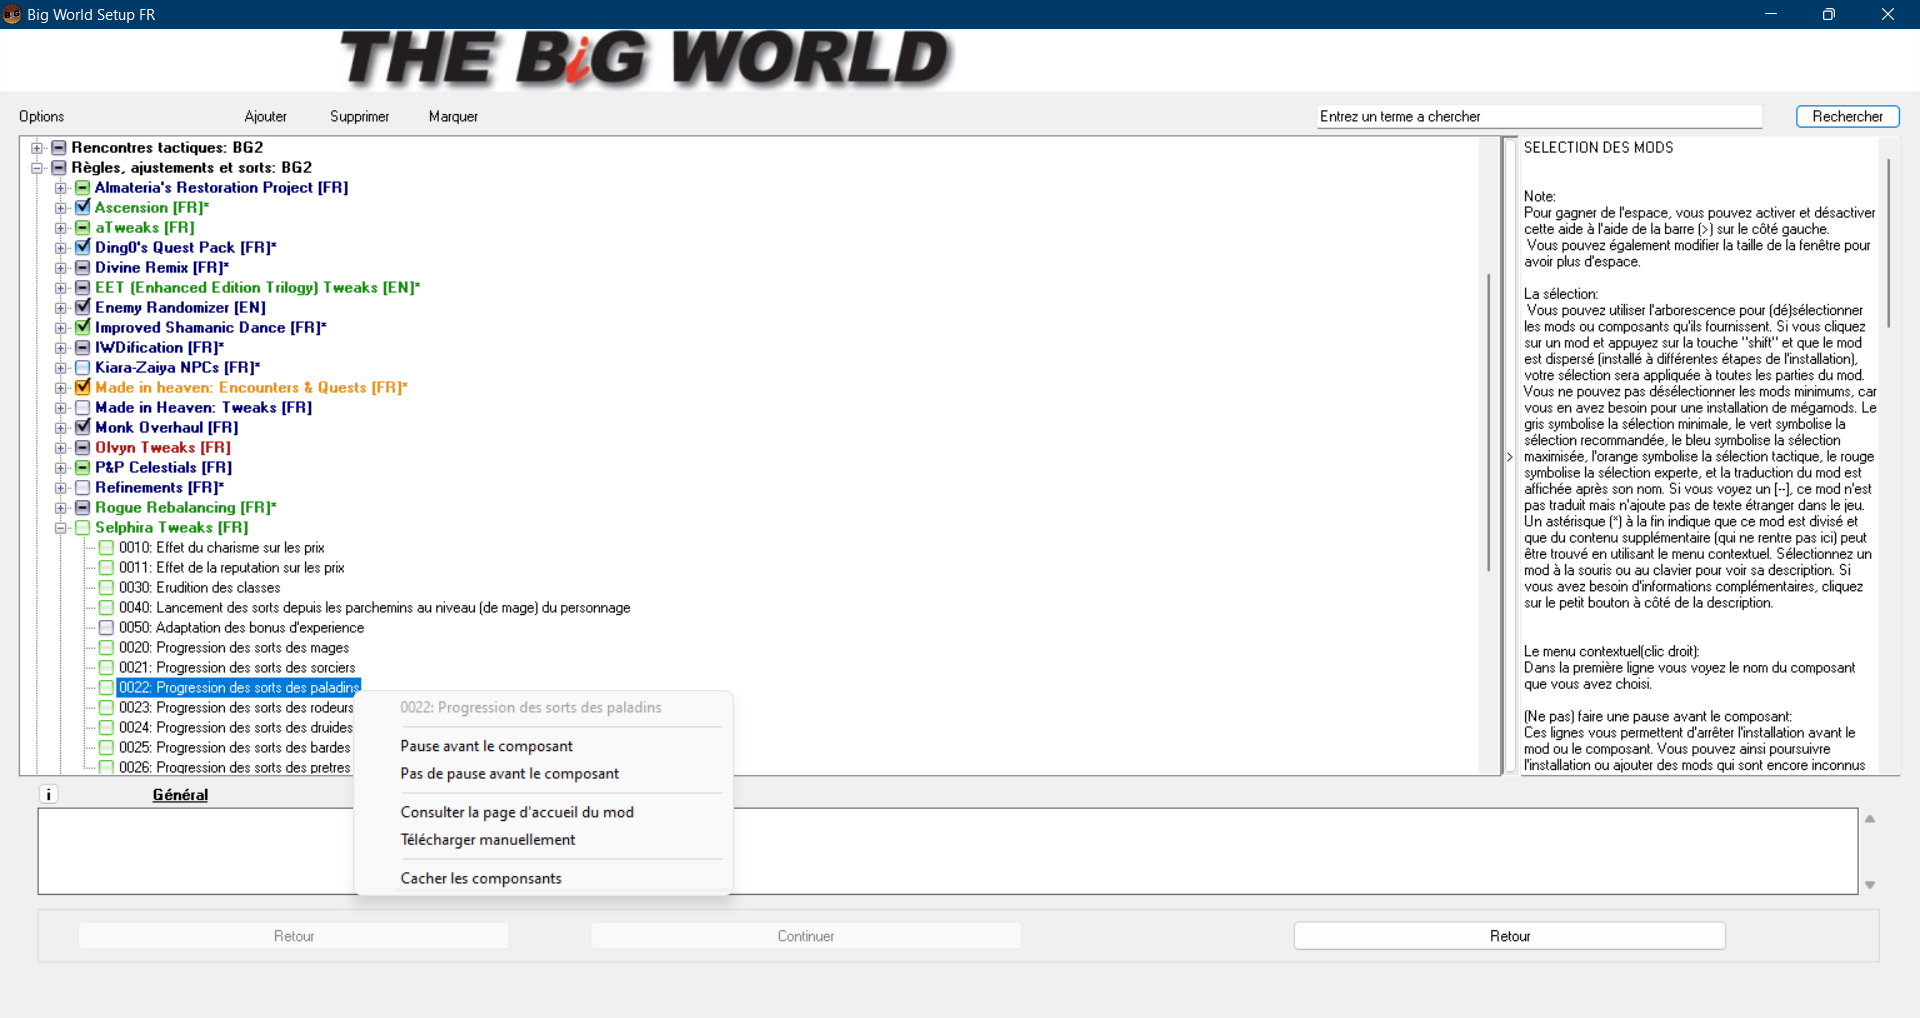 Big World Setup FR
THE BiG WORLD
Options
Ajouter
Supprimer
Marquer
Entrez un terme a chercher
Rechercher
Rencontres tactiques: BG2
Règles, ajustements et sorts: BG2
Almateria's Restoration Project [FR]
Ascension [FR]*
aTweaks [FR]
Ding0's Quest Pack [FR]*
Divine Remix [FR]*
EET (Enhanced Edition Trilogy) Tweaks [EN]*
Enemy Randomizer [EN]
Improved Shamanic Dance [FR]*
IWDification [FR]*
Kiara-Zaiya NPCs [FR]*
Made in heaven: Encounters & Quests [FR]*
Made in Heaven: Tweaks [FR]
Monk Overhaul [FR]
Olvyn Tweaks [FR]
P&P Celestials [FR]
Refinements [FR]*
Rogue Rebalancing [FR]*
Selphira Tweaks [FR]
0010: Effet du charisme sur les prix
0011: Effet de la reputation sur les prix
0030: Erudition des classes
0040: Lancement des sorts depuis les parchemins au niveau (de mage) du personnage
0050: Adaptation des bonus d'experience
0020: Progression des sorts des mages
0021: Progression des sorts des sorciers
0022: Progression des sorts des paladins
0023: Progression des sorts des rodeurs
0024: Progression des sorts des druides
0025: Progression des sorts des bardes
0026: Progression des sorts des pretres
0022: Progression des sorts des paladins
Pause avant le composant
Pas de pause avant le composant
Consulter la page d'accueil du mod
Télécharger manuellement
Cacher les componsants
>
SELECTION DES MODS
Note:
Pour gagner de l'espace, vous pouvez activer et désactiver
cette aide à l'aide de la barre (>) sur le côté gauche.
Vous pouvez également modifier la taille de la fenêtre pour
avoir plus d'espace.
La sélection:
Vous pouvez utiliser l'arborescence pour (dé)sélectionner
les mods ou composants qu'ils fournissent. Si vous cliquez
sur un mod et appuyez sur la touche "shift" et que le mod
est dispersé (installé à différentes étapes de l'installation),
votre sélection sera appliquée à toutes les parties du mod.
Vous ne pouvez pas désélectionner les mods minimums, car
vous en avez besoin pour une installation de mégamods. Le
gris symbolise la sélection minimale, le vert symbolise la
sélection recommandée, le bleu symbolise la sélection
maximisée, l'orange symbolise la sélection tactique, le rouge
symbolise la sélection experte, et la traduction du mod est
affichée après son nom. Si vous voyez un [--], ce mod n'est
pas traduit mais n'ajoute pas de texte étranger dans le jeu.
Un astérisque (*) à la fin indique que ce mod est divisé et
que du contenu supplémentaire (qui ne rentre pas ici) peut
être trouvé en utilisant le menu contextuel. Sélectionnez un
mod à la souris ou au clavier pour voir sa description. Si
vous avez besoin d'informations complémentaires, cliquez
sur le petit bouton à côté de la description.
Le menu contextuel(clic droit):
Dans la première ligne vous voyez le nom du composant
que vous avez choisi.
(Ne pas) faire une pause avant le composant:
Ces lignes vous permettent d'arrêter l'installation avant le
mod ou le composant. Vous pouvez ainsi poursuivre
l'installation ou ajouter des mods qui sont encore inconnus
i
Général
Retour
Continuer
Retour